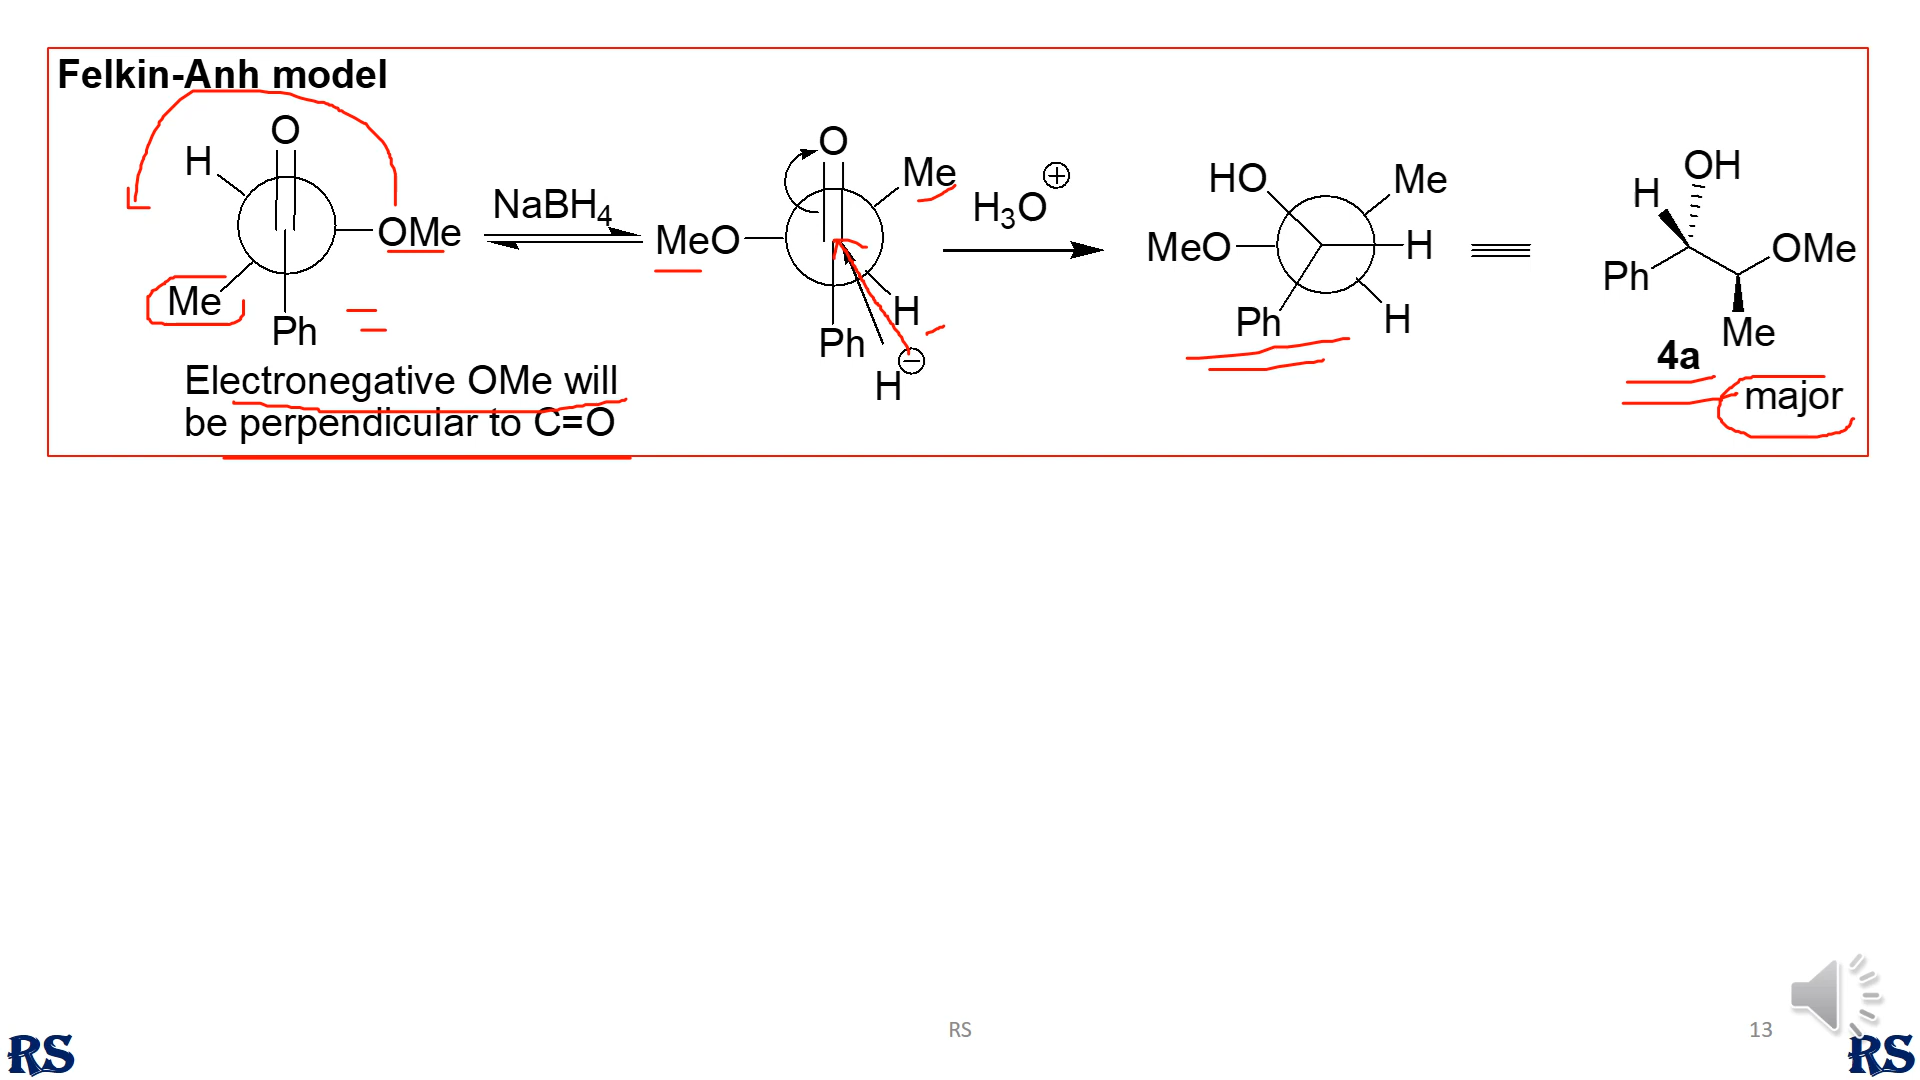 Felkin-Anh model
O
H
OMe
Me
Ph
NaBH4
O
Me
MeO
H
Ph
H
−
H3O
+
HO
Me
MeO
H
Ph
H
OH
H
OMe
Ph
Me
4a
major
Electronegative OMe will
be perpendicular to C=O
RS
13
RS
RS